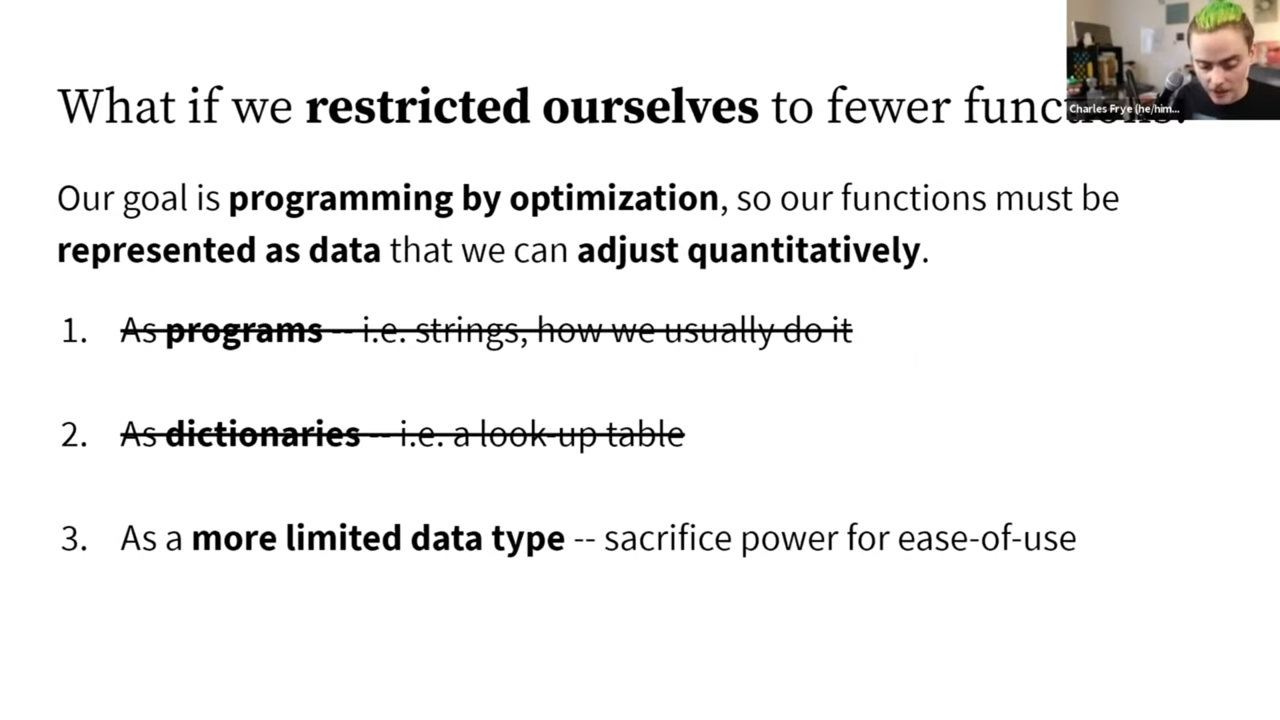 What if we restricted ourselves to fewer functions?
Charles Frye (he/him...
Our goal is programming by optimization, so our functions must be
represented as data that we can adjust quantitatively.
1. As programs -- i.e. strings, how we usually do it
2. As dictionaries -- i.e. a look-up table
3. As a more limited data type -- sacrifice power for ease-of-use